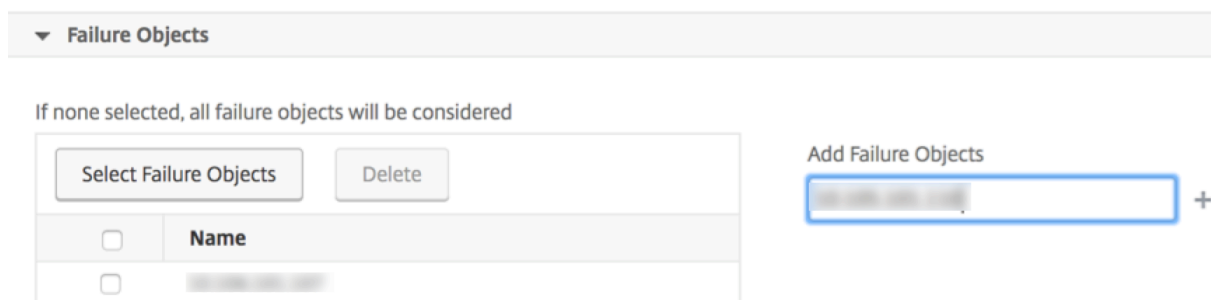 Failure Objects
If none selected, all failure objects will be considered
Select Failure Objects
Delete
Add Failure Objects
Name